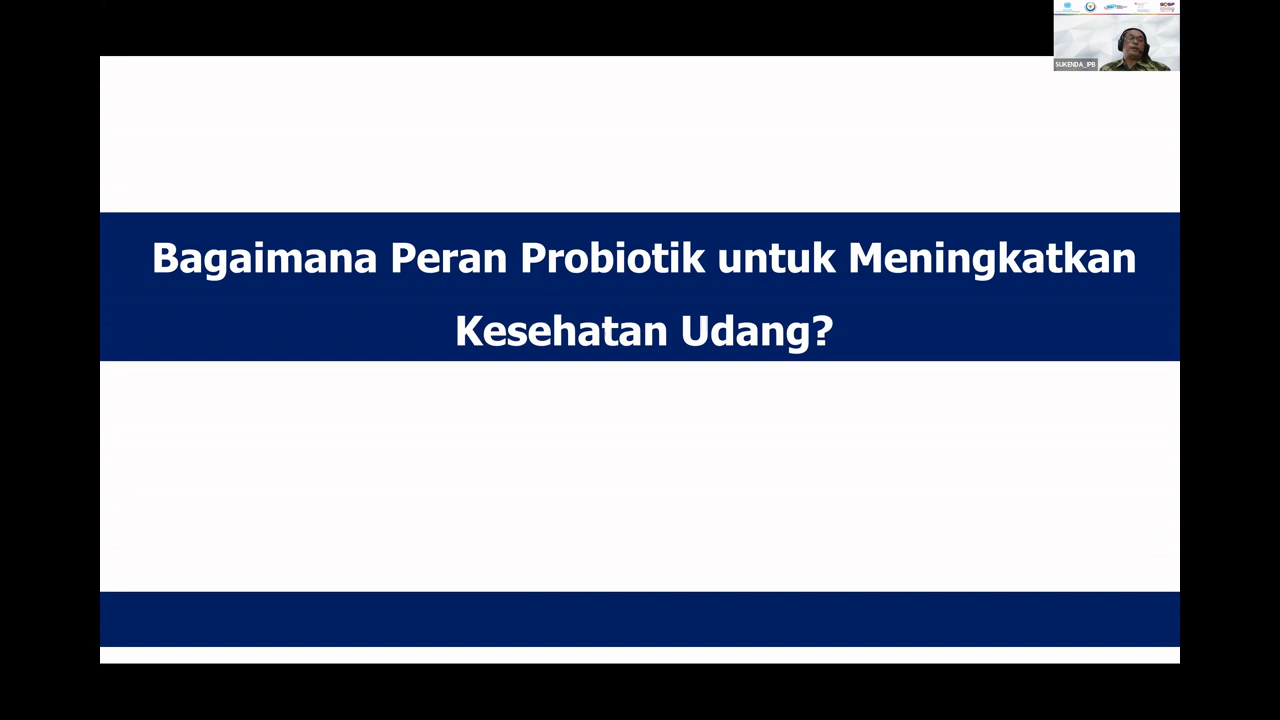 SUKENDA_IPB
Bagaimana Peran Probiotik untuk Meningkatkan
Kesehatan Udang?